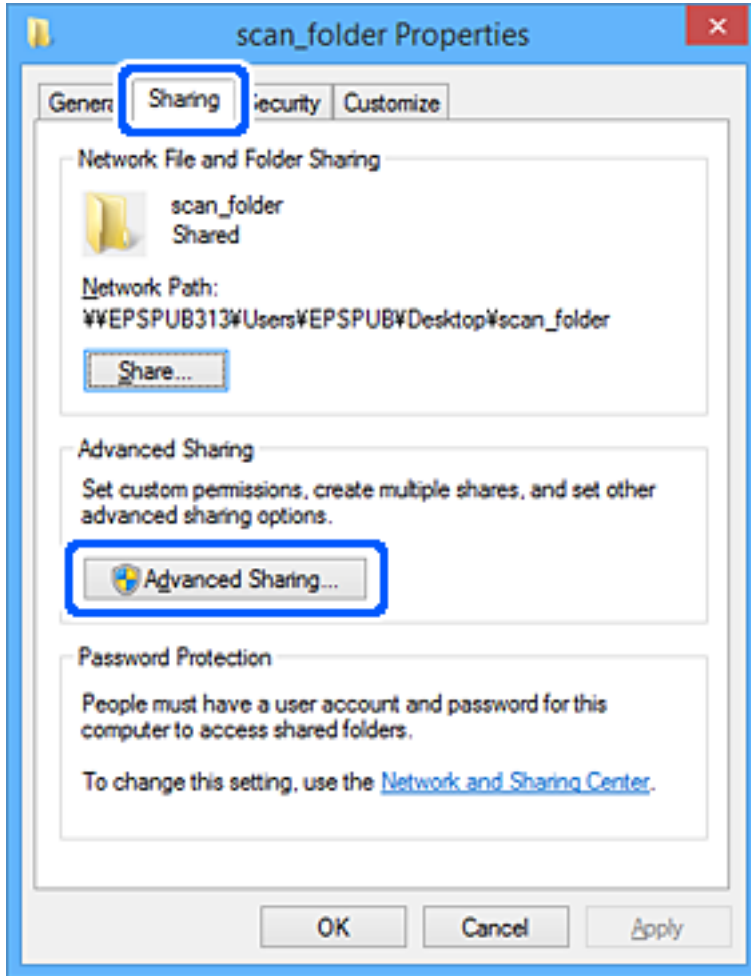 scan_folder Properties
General Sharing Security Customize
Network File and Folder Sharing
scan_folder
Shared
Network Path:
¥¥EPSPUB313¥Users¥EPSPUB¥Desktop¥scan_folder
Share...
Advanced Sharing
Set custom permissions, create multiple shares, and set other
advanced sharing options.
Advanced Sharing...
Password Protection
People must have a user account and password for this
computer to access shared folders.
To change this setting, use the Network and Sharing Center.
OK Cancel Apply